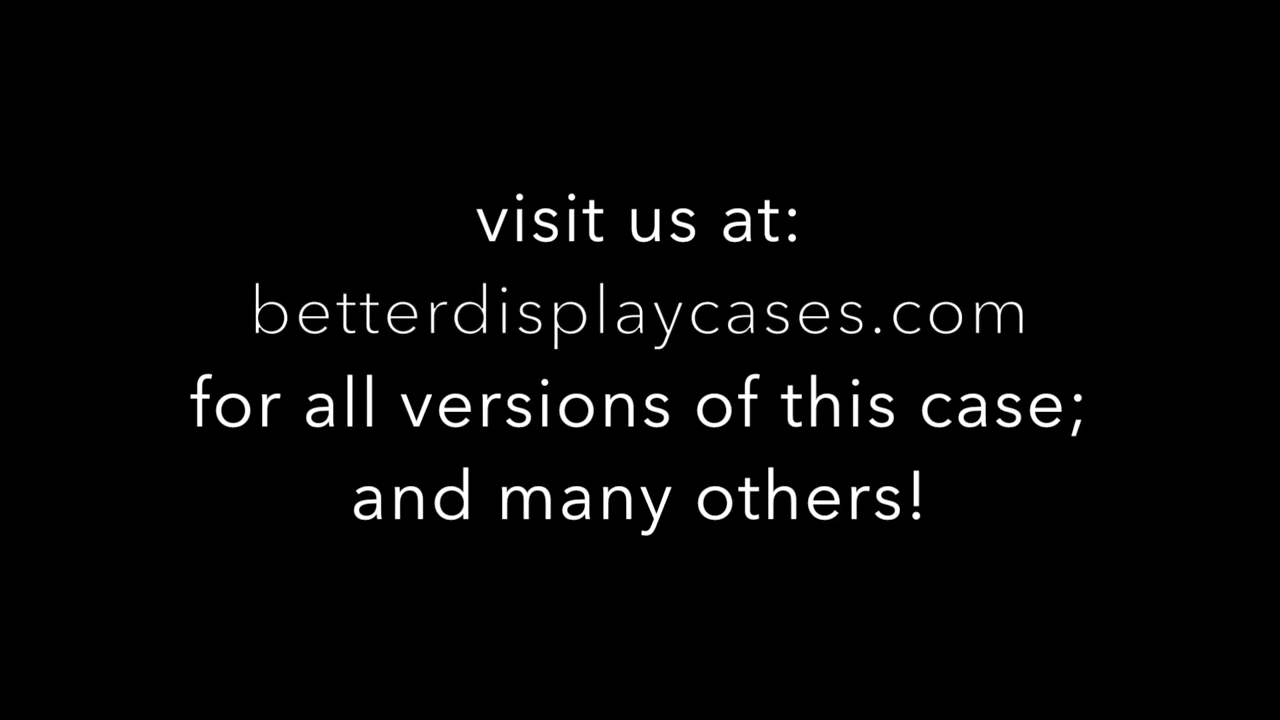 visit us at:
betterdisplaycases.com
for all versions of this case;
and many others!